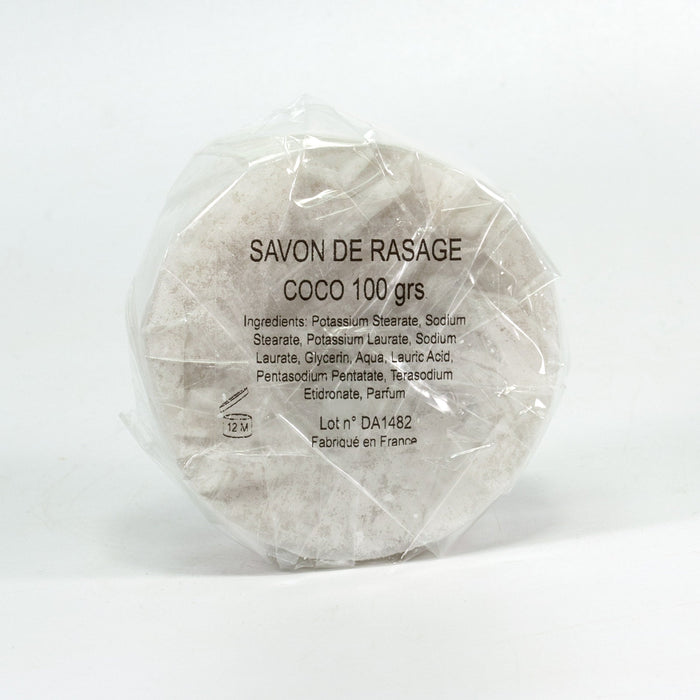 SAVON DE RASAGE
COCO 100 grs
Ingredients: Potassium Stearate, Sodium
Stearate, Potassium Laurate, Sodium
Laurate, Glycerin, Aqua, Lauric Acid,
Pentasodium Pentatate, Terasodium
Etidronate, Parfum
12 M
Lot n° DA1482
Fabriqué en France